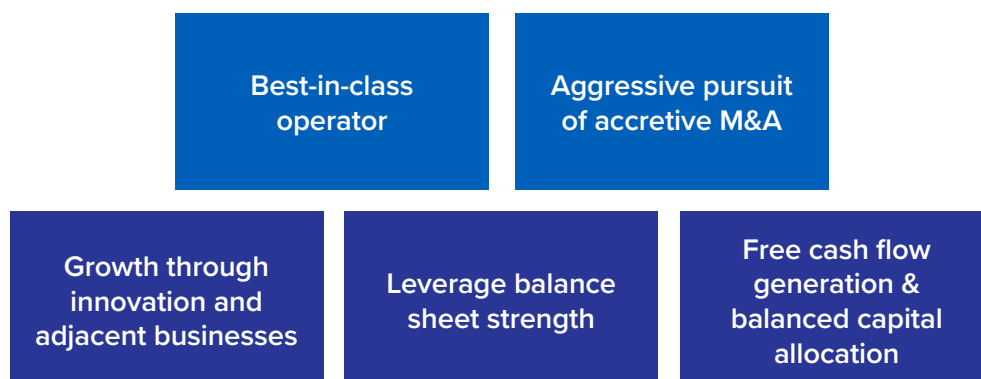 Best-in-class
operator
Aggressive pursuit
of accretive M&A
Growth through
innovation and
adjacent businesses
Leverage balance
sheet strength
Free cash flow
generation &
balanced capital
allocation